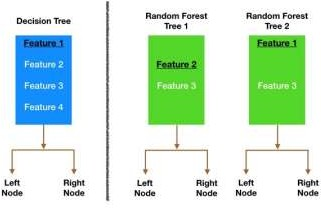 Decision Tree
Feature 1
Feature 2
Feature 3
Feature 4
Left
Node
Right
Node
Random Forest
Tree 1
Feature 2
Feature 3
Left
Node
Right
Node
Random Forest
Tree 2
Feature 1
Feature 3
Left
Node
Right
Node